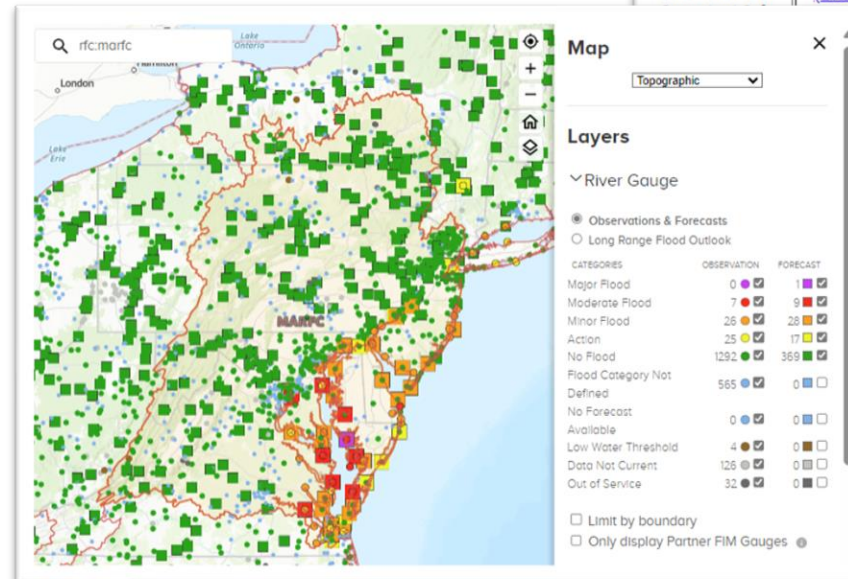 rfc:marfc
Lake
Ontario
Hamilton
London
Lake
Erie
MARFC
Map
Topographic
Layers
River Gauge
Observations & Forecasts
Long Range Flood Outlook
CATEGORIES OBSERVATION FORECAST
Major Flood 0 1
Moderate Flood 7 9
Minor Flood 26 28
Action 25 17
No Flood 1292 369
Flood Category Not
Defined 565 0
No Forecast
Available 0 0
Low Water Threshold 4 0
Data Not Current 126 0
Out of Service 32 0
Limit by boundary
Only display Partner FIM Gauges